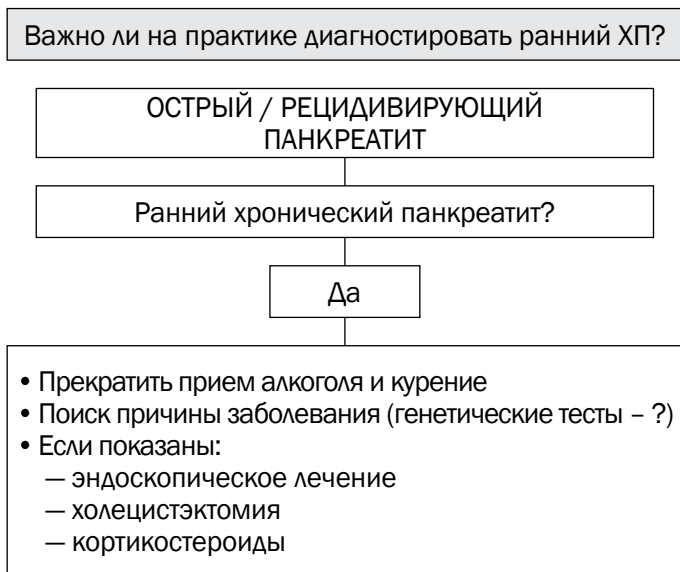 Важно ли на практике диагностировать ранний ХП?
ОСТРЫЙ / РЕЦИДИВИРУЮЩИЙ
ПАНКРЕАТИТ
Ранний хронический панкреатит?
Да
• Прекратить прием алкоголя и курение
• Поиск причины заболевания (генетические тесты – ?)
• Если показаны:
— эндоскопическое лечение
— холецистэктомия
— кортикостероиды